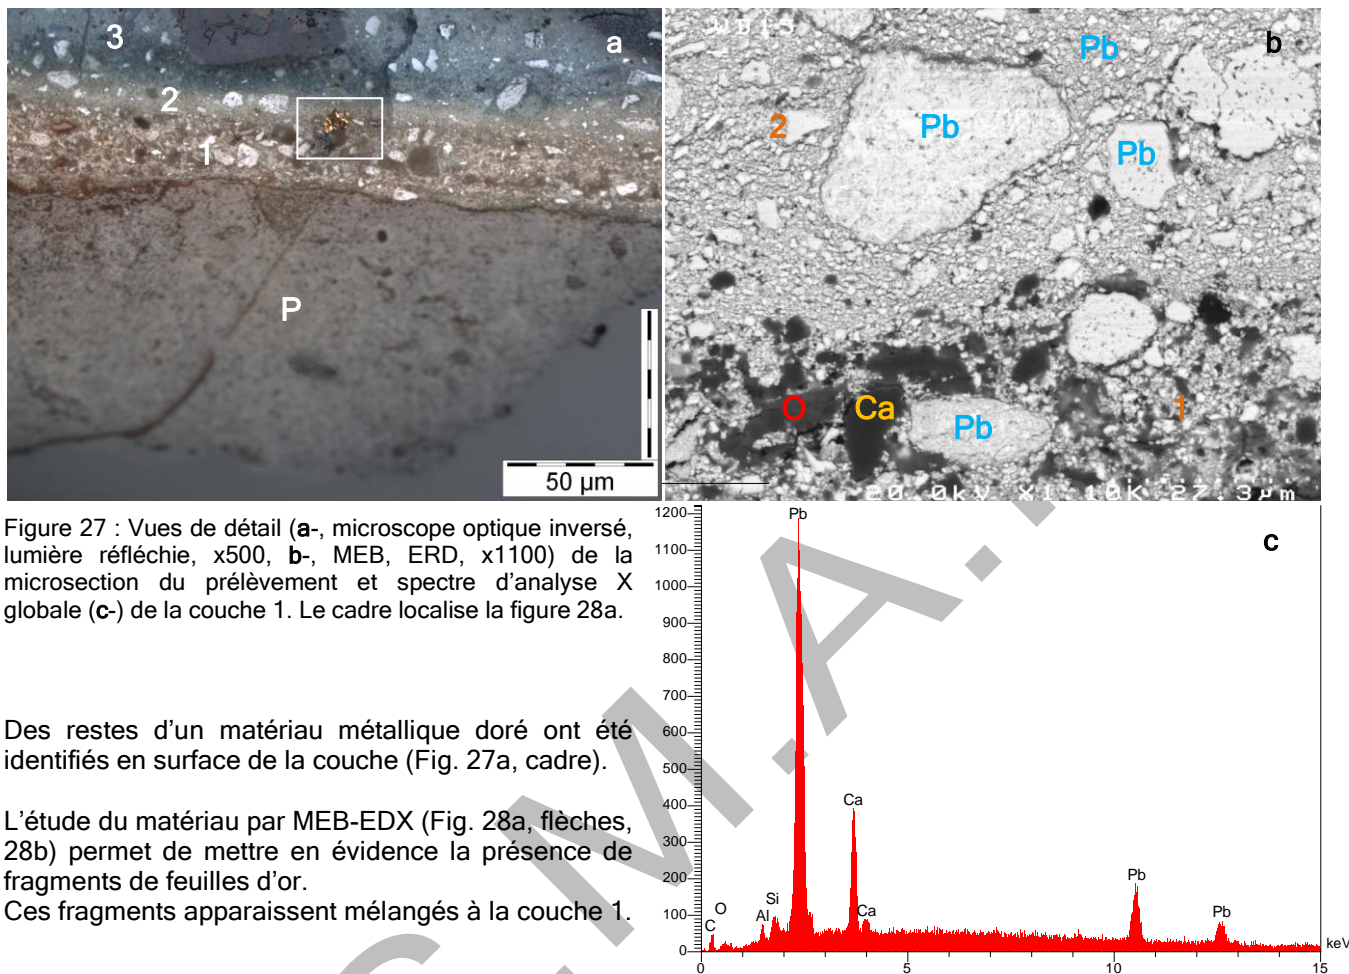 3
a
2
1
P
50 µm
WD15
b
Pb
2
Pb
Pb
O
Ca
Pb
1
20.0kV X1.10K 27.3µm
Figure 27 : Vues de détail (a-, microscope optique inversé,
lumière réfléchie, x500, b-, MEB, ERD, x1100) de la
microsection du prélèvement et spectre d'analyse X
globale (c-) de la couche 1. Le cadre localise la figure 28a.
Des restes d'un matériau métallique doré ont été
identifiés en surface de la couche (Fig. 27a, cadre).
L'étude du matériau par MEB-EDX (Fig. 28a, flèches,
28b) permet de mettre en évidence la présence de
fragments de feuilles d'or.
Ces fragments apparaissent mélangés à la couche 1.
c
1200
1100
1000
900
800
700
600
500
400
300
200
100
0
Pb
Ca
Ca
Pb
Pb
C
O
Al
Si
0
5
10
15
keV
M.A.